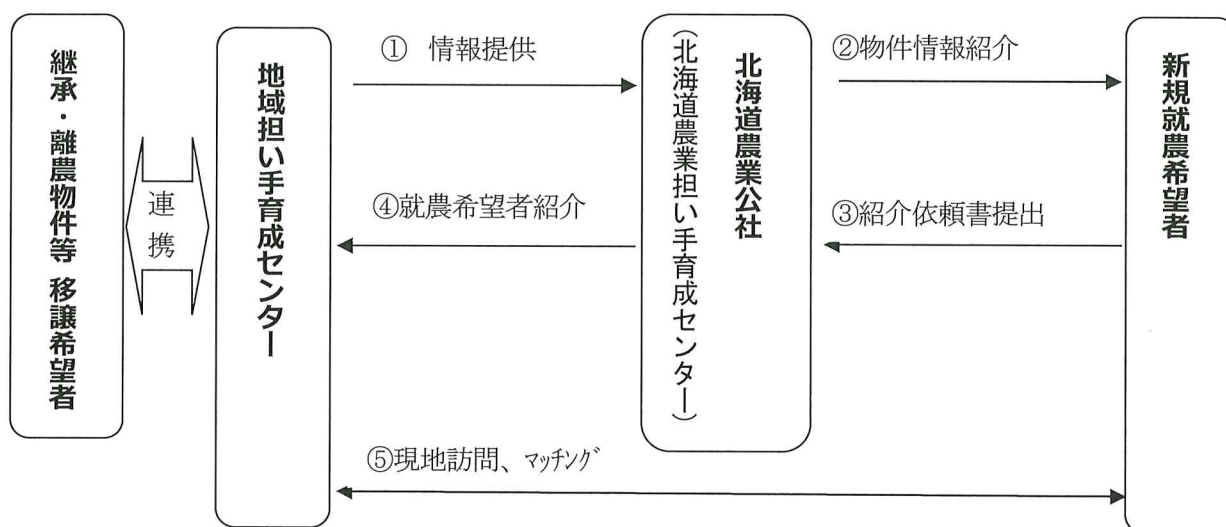 継承・離農物件等 移譲希望者
連携
地域担い手育成センター
① 情報提供
④就農希望者紹介
北海道農業公社
（北海道農業担い手育成センター）
②物件情報紹介
③紹介依頼書提出
新規就農希望者
⑤現地訪問、ﾏｯﾁﾝｸﾞ